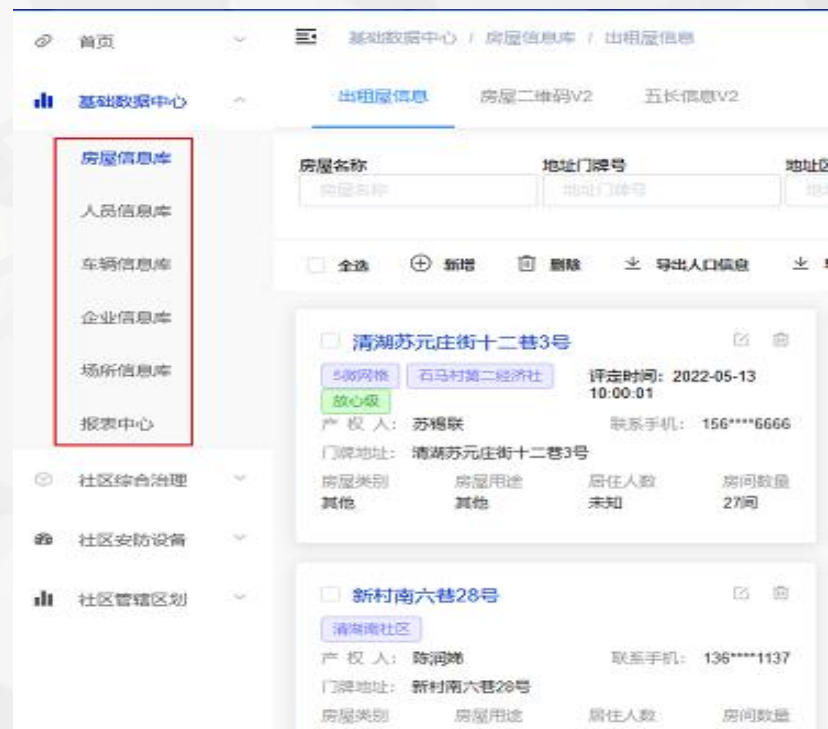 首页
基础数据中心
房屋信息库
人员信息库
车辆信息库
企业信息库
场所信息库
报表中心
社区综合治理
社区安防设备
社区管辖区划
基础数据中心 / 房屋信息库 / 出租屋信息
出租屋信息 房屋二维码V2 五长信息V2
房屋名称 地址门牌号 地址区
房屋名称 地址门牌号
全选 新增 删除 导出人口信息
清湖苏元庄街十二巷3号
5微网格 石马村第二经济社 评定时间: 2022-05-13
放心级 10:00:01
产 权 人: 苏锡联 联系手机: 156****6666
门牌地址: 清湖苏元庄街十二巷3号
房屋类别 房屋用途 居住人数 房间数量
其他 其他 未知 27间
新村南六巷28号
清湖南社区
产 权 人: 陈润娣 联系手机: 136****1137
门牌地址: 新村南六巷28号
房屋类别 房屋用途 居住人数 房间数量